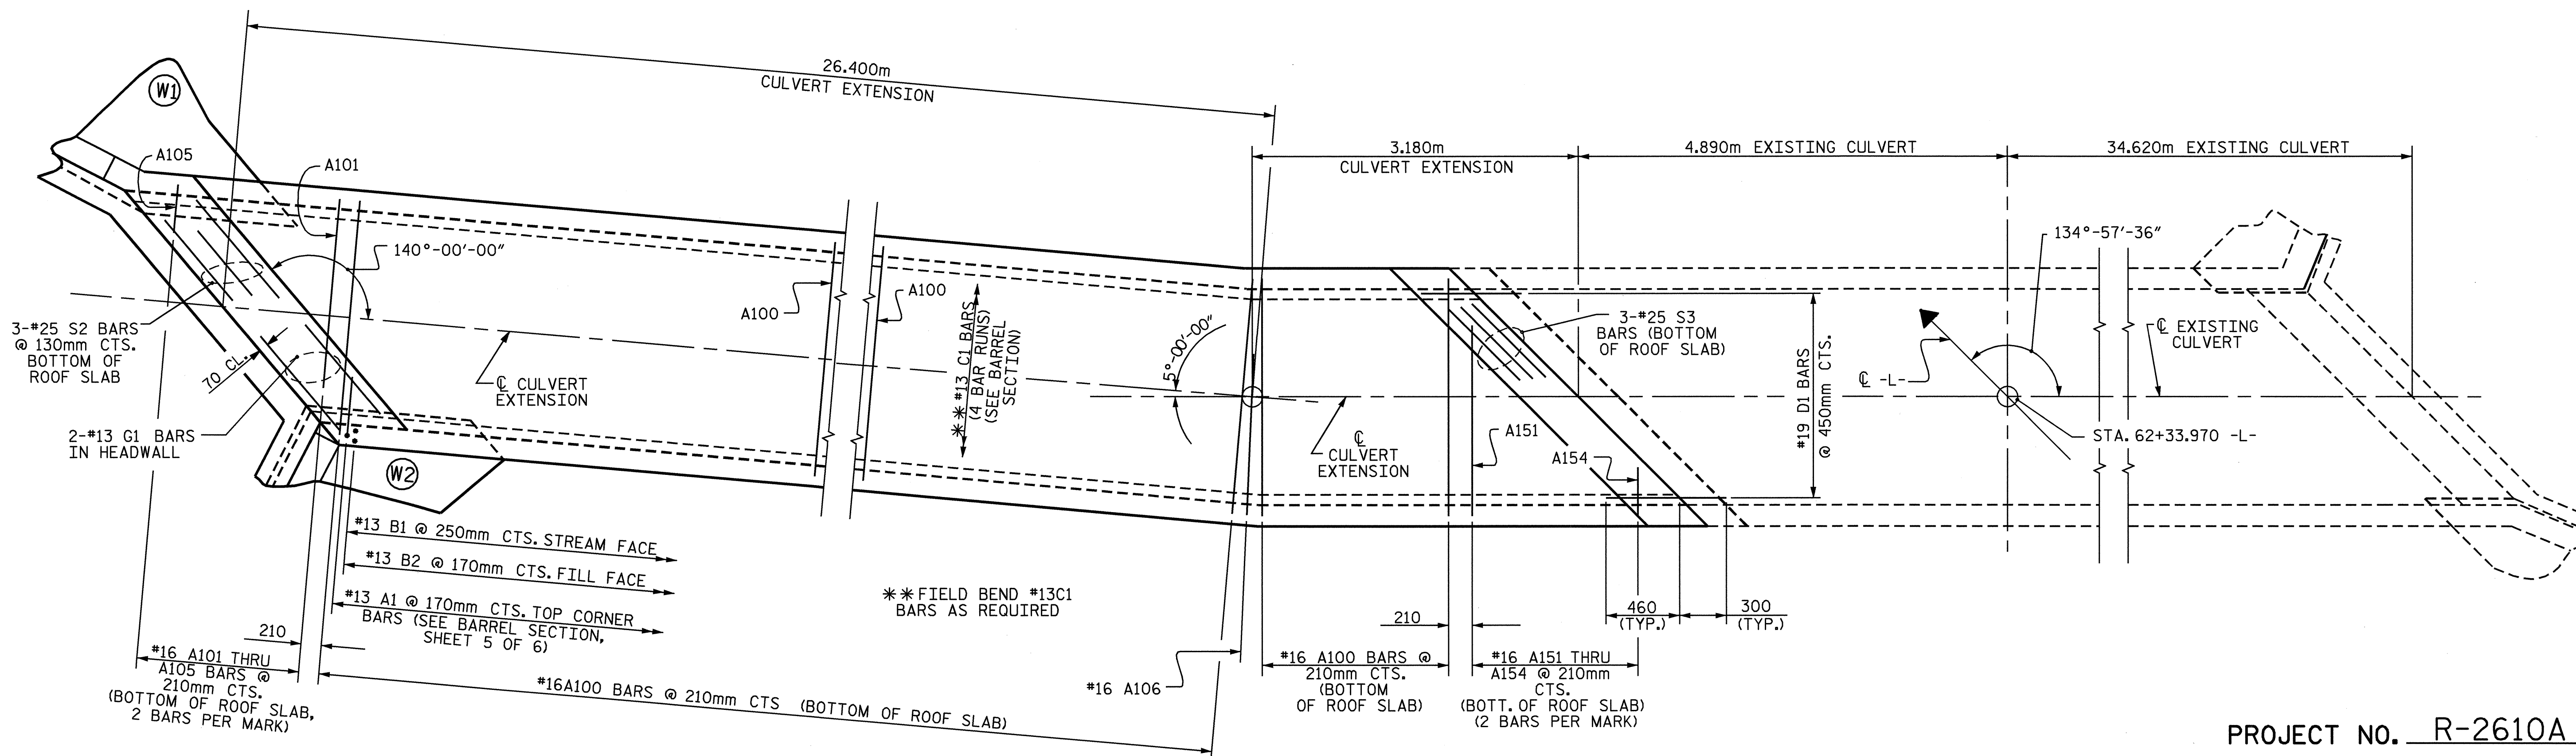 26.400m
CULVERT EXTENSION
W1
A105
A101
140°-00'-00"
3.180m
CULVERT EXTENSION
4.890m EXISTING CULVERT
34.620m EXISTING CULVERT
134°-57'-36"
3-#25 S2 BARS
@ 130mm CTS.
BOTTOM OF
ROOF SLAB
70 CL.
2-#13 G1 BARS
IN HEADWALL
℄ CULVERT
EXTENSION
A100
A100
**#13 C1 BARS
(4 BAR RUNS)
(SEE BARREL
SECTION)
5°-00'-00"
℄
CULVERT
EXTENSION
3-#25 S3
BARS (BOTTOM
OF ROOF SLAB)
A151
A154
#19 D1 BARS
@ 450mm CTS.
℄ -L-
℄ EXISTING
CULVERT
STA. 62+33.970 -L-
W2
#13 B1 @ 250mm CTS. STREAM FACE
#13 B2 @ 170mm CTS. FILL FACE
#13 A1 @ 170mm CTS. TOP CORNER
BARS (SEE BARREL SECTION,
SHEET 5 OF 6)
**FIELD BEND #13C1
BARS AS REQUIRED
210
#16 A101 THRU
A105 BARS @
210mm CTS.
(BOTTOM OF ROOF SLAB,
2 BARS PER MARK)
#16A100 BARS @ 210mm CTS (BOTTOM OF ROOF SLAB)
#16 A106
#16 A100 BARS @
210mm CTS.
(BOTTOM
OF ROOF SLAB)
210
#16 A151 THRU
A154 @ 210mm
CTS.
(BOTT. OF ROOF SLAB)
(2 BARS PER MARK)
460
(TYP.)
300
(TYP.)
PROJECT NO. R-2610A